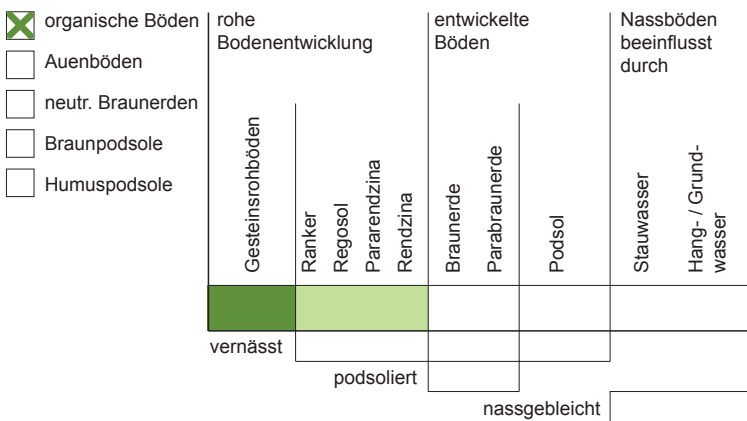 organische Böden
Auenböden
neutr. Braunerden
Braunpodsole
Humuspodsole
rohe
Bodenentwicklung
entwickelte
Böden
Nassböden
beeinflusst
durch
Gesteinsrohböden
Ranker
Regosol
Pararendzina
Rendzina
Braunerde
Parabraunerde
Podsol
Stauwasser
Hang- / Grund-
wasser
vernässt
podsoliert
nassgebleicht